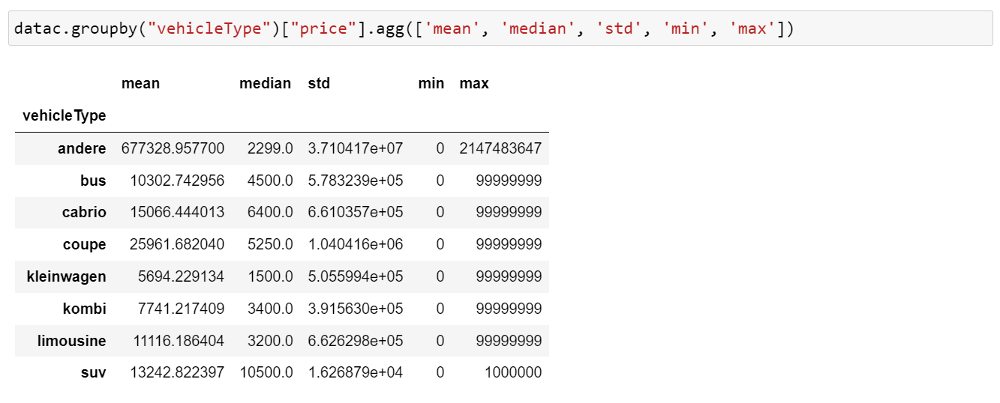 datac.groupby("vehicleType")["price"].agg(['mean', 'median', 'std', 'min', 'max'])
mean median std min max
vehicleType
andere 677328.957700 2299.0 3.710417e+07 0 2147483647
bus 10302.742956 4500.0 5.783239e+05 0 99999999
cabrio 15066.444013 6400.0 6.610357e+05 0 99999999
coupe 25961.682040 5250.0 1.040416e+06 0 99999999
kleinwagen 5694.229134 1500.0 5.055994e+05 0 99999999
kombi 7741.217409 3400.0 3.915630e+05 0 99999999
limousine 11116.186404 3200.0 6.626298e+05 0 99999999
suv 13242.822397 10500.0 1.626879e+04 0 1000000